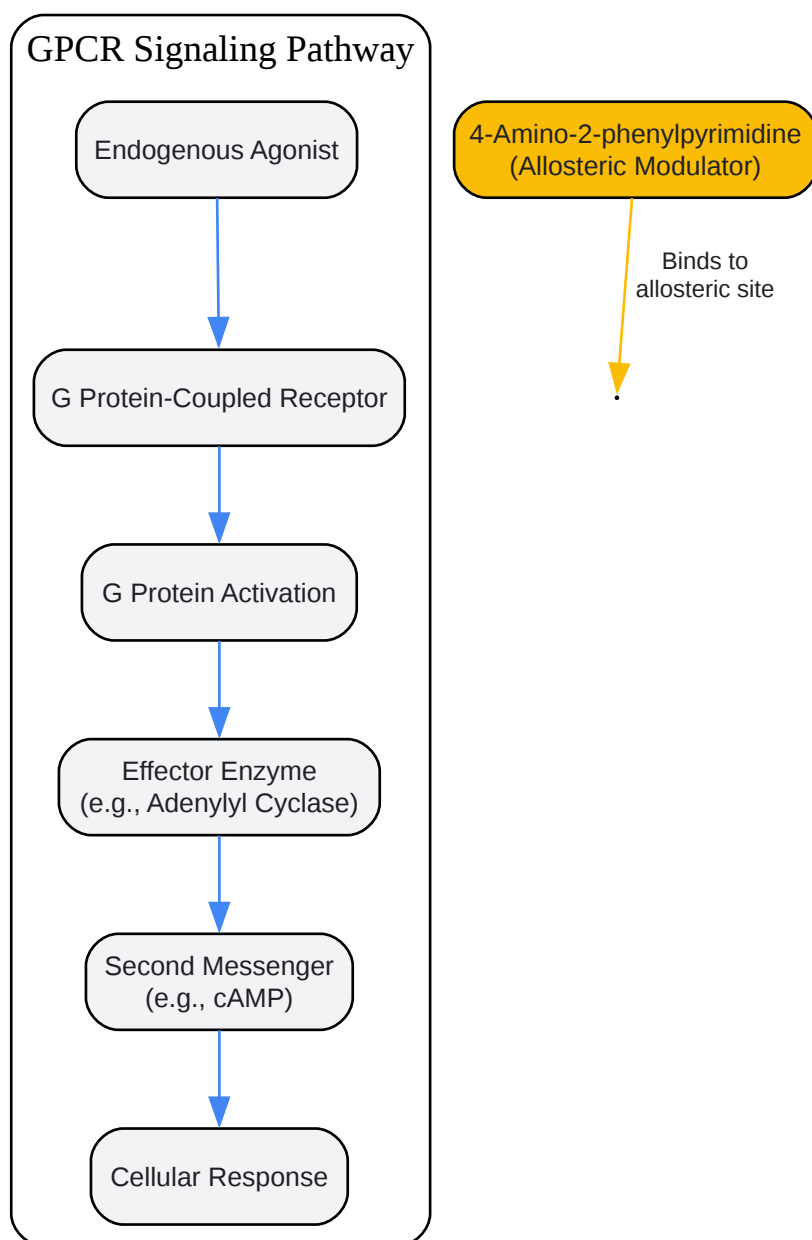 GPCR Signaling Pathway
Endogenous Agonist
4-Amino-2-phenylpyrimidine
(Allosteric Modulator)
Binds to
allosteric site
G Protein-Coupled Receptor
G Protein Activation
Effector Enzyme
(e.g., Adenylyl Cyclase)
Second Messenger
(e.g., cAMP)
Cellular Response